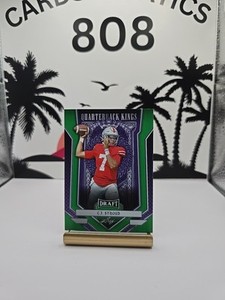 808
QUARTERBACK KINGS
7
DRAFT
C.J. STROUD